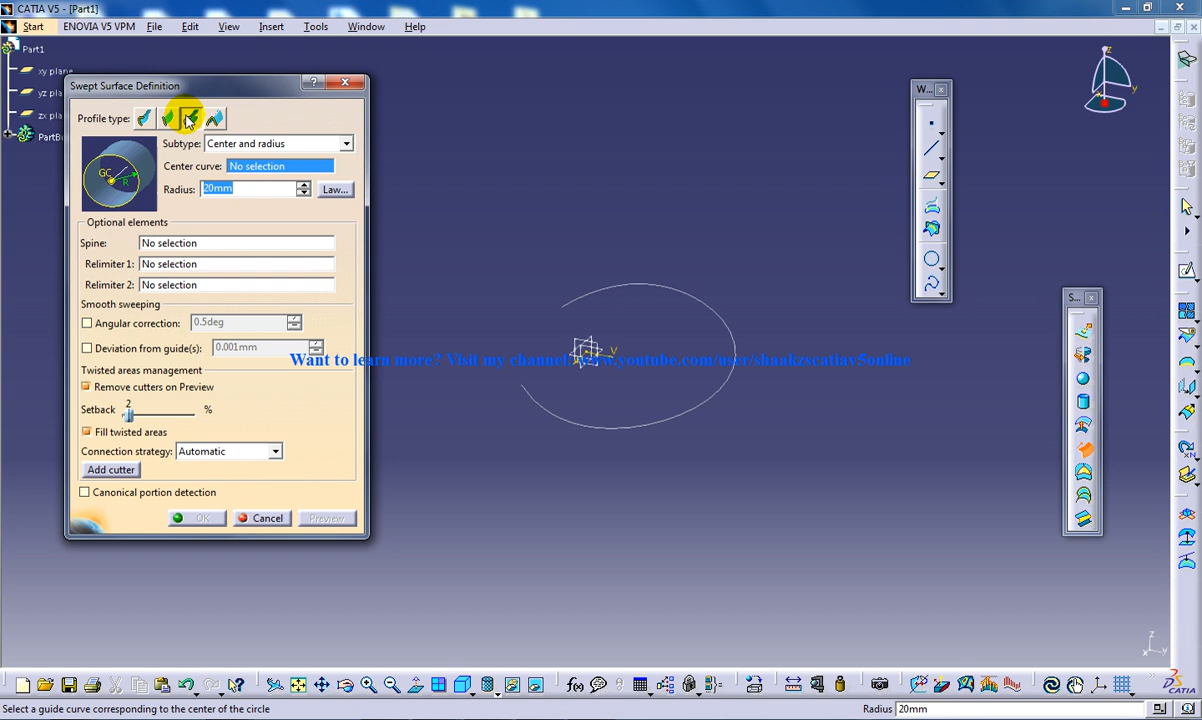 CATIA V5 - [Part1]
Start ENOVIA V5 VPM File Edit View Insert Tools Window Help
Part1
xy plane
yz plane
zx plane
PartBo
Swept Surface Definition
Profile type:
Subtype: Center and radius
Center curve: No selection
Radius: 20mm Law...
GC
R
Optional elements
Spine: No selection
Relimiter 1: No selection
Relimiter 2: No selection
Smooth sweeping
Angular correction: 0.5deg
Deviation from guide(s): 0.001mm
Twisted areas management
Remove cutters on Preview
Setback 2 %
Fill twisted areas
Connection strategy: Automatic
Add cutter
Canonical portion detection
OK Cancel Preview
Want to learn more? Visit my channel: www.youtube.com/user/shaakzscatiav5online
W...
S...
z
y
z
x y
f(x)
CATIA
Select a guide curve corresponding to the center of the circle
Radius 20mm